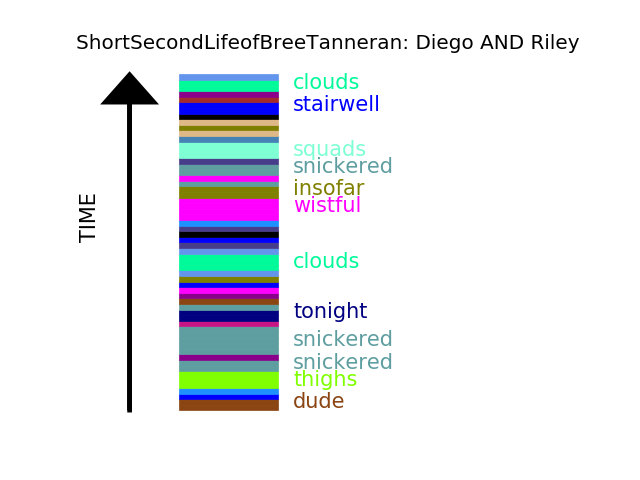 ShortSecondLifeofBreeTanneran: Diego AND Riley
clouds
stairwell
squads
snickered
insofar
wistful
TIME
clouds
tonight
snickered
snickered
thighs
dude